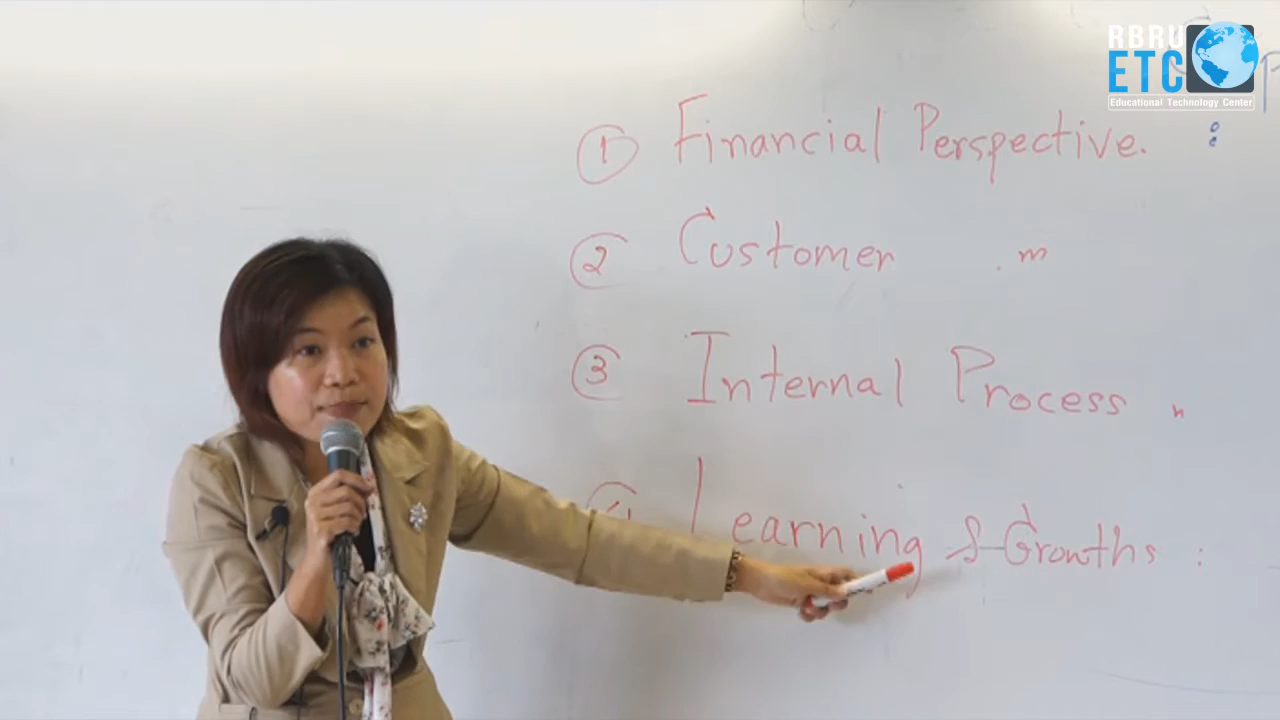 RBRU
ETC
Educational Technology Center
① Financial Perspective.
② Customer
③ Internal Process
④ Learning & Growths :